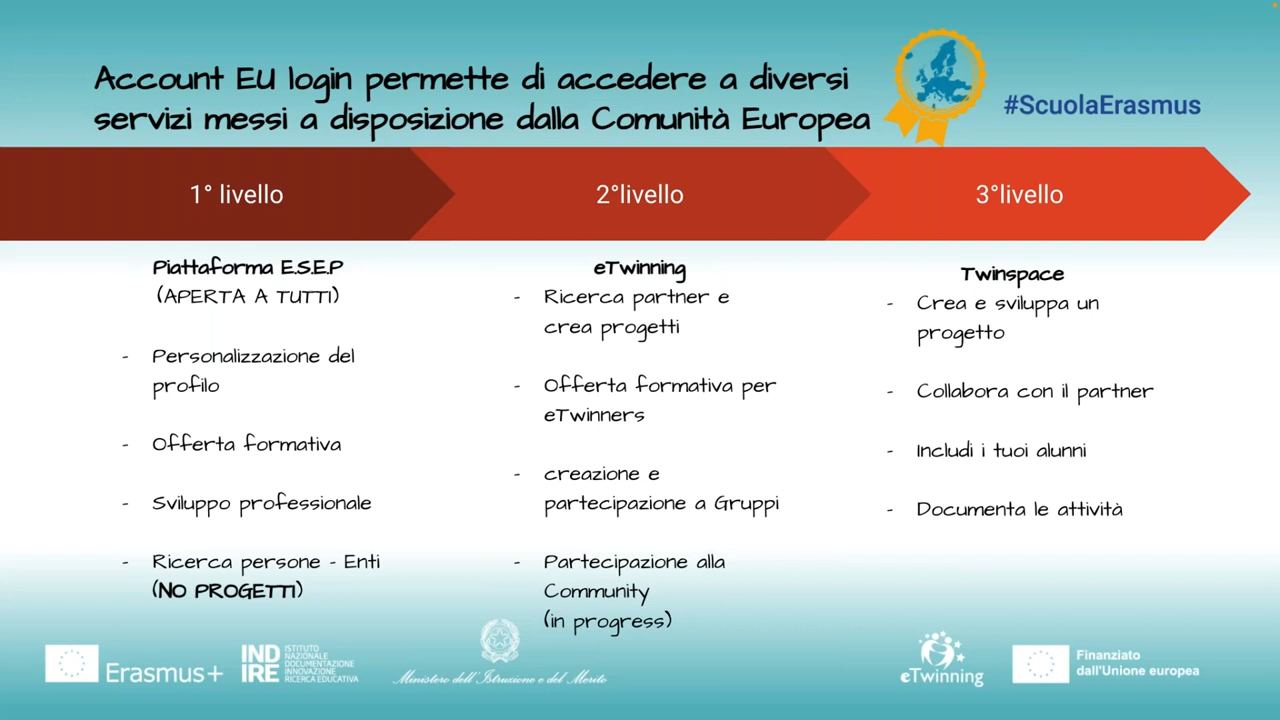 Account EU login permette di accedere a diversi
servizi messi a disposizione dalla Comunità Europea
#ScuolaErasmus
1° livello
2°livello
3°livello
Piattaforma E.S.E.P
(APERTA A TUTTI)
- Personalizzazione del
profilo
- Offerta formativa
- Sviluppo professionale
- Ricerca persone - Enti
(NO PROGETTI)
eTwinning
- Ricerca partner e
crea progetti
- Offerta formativa per
eTwinners
- creazione e
partecipazione a Gruppi
- Partecipazione alla
Community
(in progress)
Twinspace
- Crea e sviluppa un
progetto
- Collabora con il partner
- Includi i tuoi alunni
- Documenta le attività
Erasmus+
INDIRE
ISTITUTO
NAZIONALE
DOCUMENTAZIONE
INNOVAZIONE
RICERCA EDUCATIVA
Ministero dell'Istruzione e del Merito
eTwinning
Finanziato
dall'Unione europea